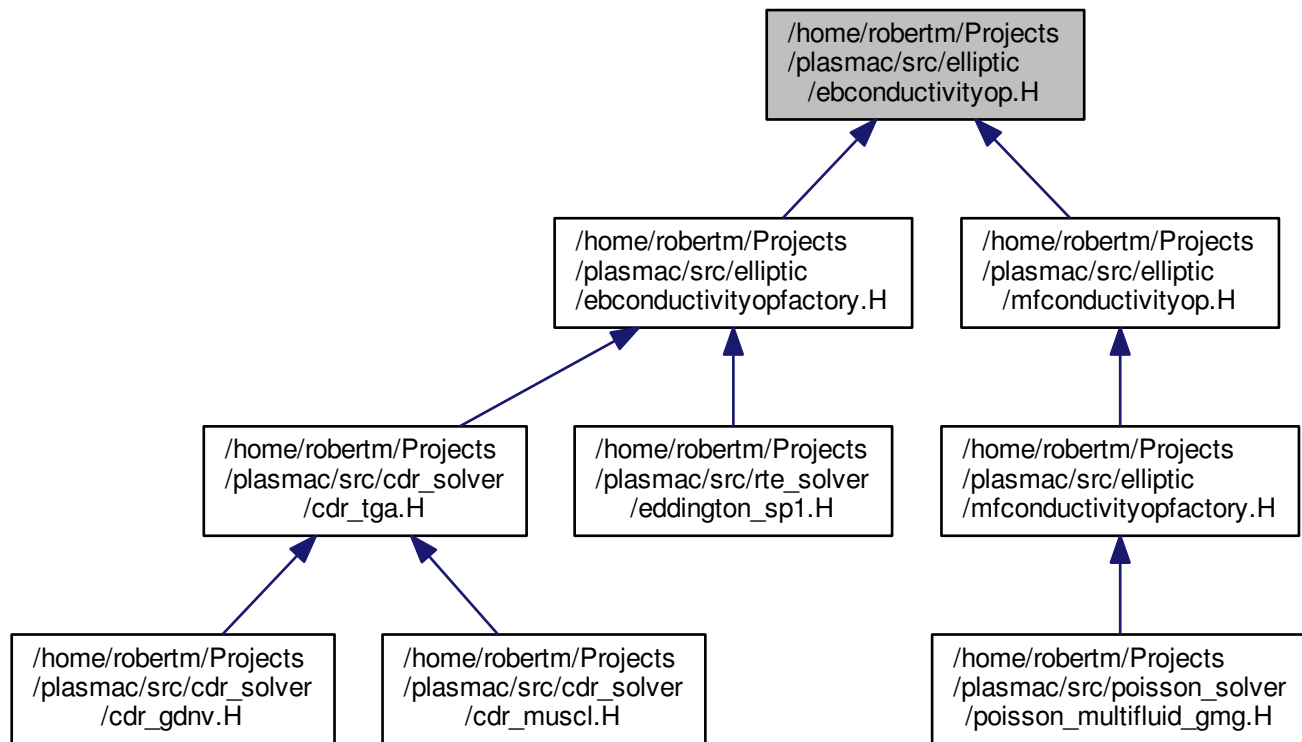 /home/robertm/Projects
/plasmac/src/elliptic
/ebconductivityop.H
/home/robertm/Projects
/plasmac/src/elliptic
/ebconductivityopfactory.H
/home/robertm/Projects
/plasmac/src/elliptic
/mfconductivityop.H
/home/robertm/Projects
/plasmac/src/cdr_solver
/cdr_tga.H
/home/robertm/Projects
/plasmac/src/rte_solver
/eddington_sp1.H
/home/robertm/Projects
/plasmac/src/elliptic
/mfconductivityopfactory.H
/home/robertm/Projects
/plasmac/src/cdr_solver
/cdr_gdnv.H
/home/robertm/Projects
/plasmac/src/cdr_solver
/cdr_muscl.H
/home/robertm/Projects
/plasmac/src/poisson_solver
/poisson_multifluid_gmg.H